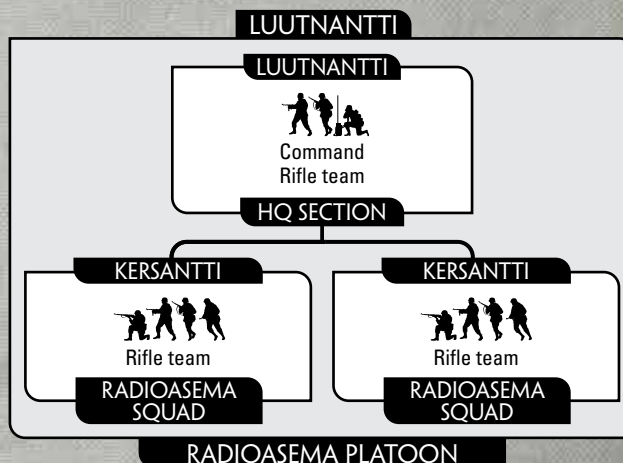 LUUTNANTTI
LUUTNANTTI
Command
Rifle team
HQ SECTION
KERSANTTI
Rifle team
RADIOASEMA
SQUAD
KERSANTTI
Rifle team
RADIOASEMA
SQUAD
RADIOASEMA PLATOON